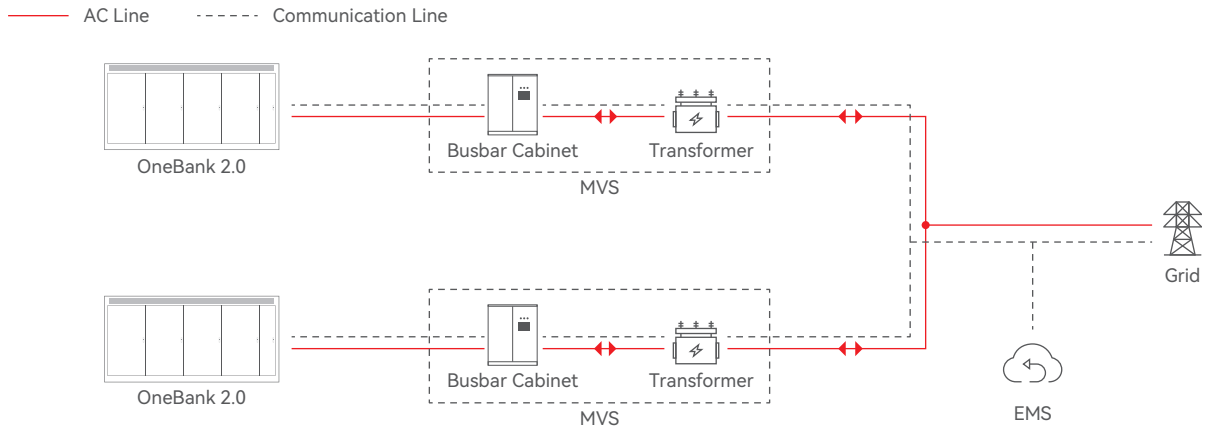 AC Line
Communication Line
Busbar Cabinet
Transformer
OneBank 2.0
MVS
Grid
Busbar Cabinet
Transformer
OneBank 2.0
MVS
EMS